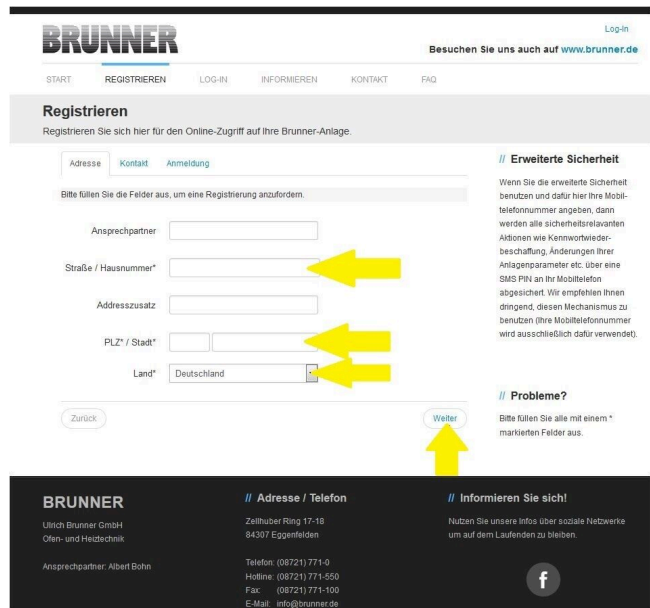 BRUNNER
Log-In
Besuchen Sie uns auch auf www.brunner.de
START REGISTRIEREN LOG-IN INFORMIEREN KONTAKT FAQ
Registrieren
Registrieren Sie sich hier für den Online-Zugriff auf Ihre Brunner-Anlage.
Adresse Kontakt Anmeldung
Bitte füllen Sie die Felder aus, um eine Registrierung anzufordern.
Ansprechpartner
Straße / Hausnummer*
Addresszusatz
PLZ* / Stadt*
Land* Deutschland
Zurück Weiter
// Erweiterte Sicherheit
Wenn Sie die erweiterte Sicherheit
benutzen und dafür hier Ihre Mobil-
telefonnummer angeben, dann
werden alle sicherheitsrelavanten
Aktionen wie Kennwortwieder-
beschaffung, Änderungen Ihrer
Anlagenparameter etc. über eine
SMS PIN an Ihr Mobiltelefon
abgesichert. Wir empfehlen Ihnen
dringend, diesen Mechanismus zu
benutzen (Ihre Mobiltelefonnummer
wird ausschließlich dafür verwendet).
// Probleme?
Bitte füllen Sie alle mit einem *
markierten Felder aus.
BRUNNER
Ulrich Brunner GmbH
Ofen- und Heiztechnik
Ansprechpartner: Albert Bohn
// Adresse / Telefon
Zellhuber Ring 17-18
84307 Eggenfelden
Telefon: (08721) 771-0
Hotline: (08721) 771-550
Fax: (08721) 771-100
E-Mail: info@brunner.de
// Informieren Sie sich!
Nutzen Sie unsere Infos über soziale Netzwerke
um auf dem Laufenden zu bleiben.
f